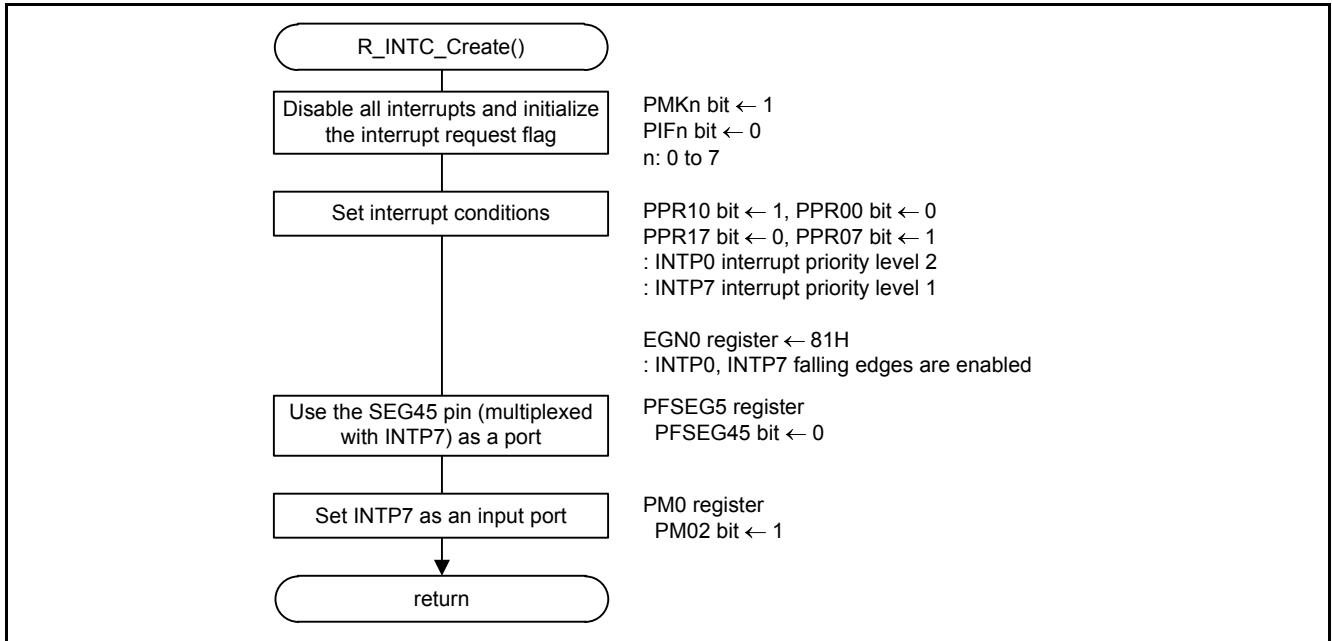 R_INTC_Create()
Disable all interrupts and initialize
the interrupt request flag
PMKn bit ← 1
PIFn bit ← 0
n: 0 to 7
Set interrupt conditions
PPR10 bit ← 1, PPR00 bit ← 0
PPR17 bit ← 0, PPR07 bit ← 1
: INTP0 interrupt priority level 2
: INTP7 interrupt priority level 1
EGN0 register ← 81H
: INTP0, INTP7 falling edges are enabled
Use the SEG45 pin (multiplexed
with INTP7) as a port
PFSEG5 register
PFSEG45 bit ← 0
Set INTP7 as an input port
PM0 register
PM02 bit ← 1
return